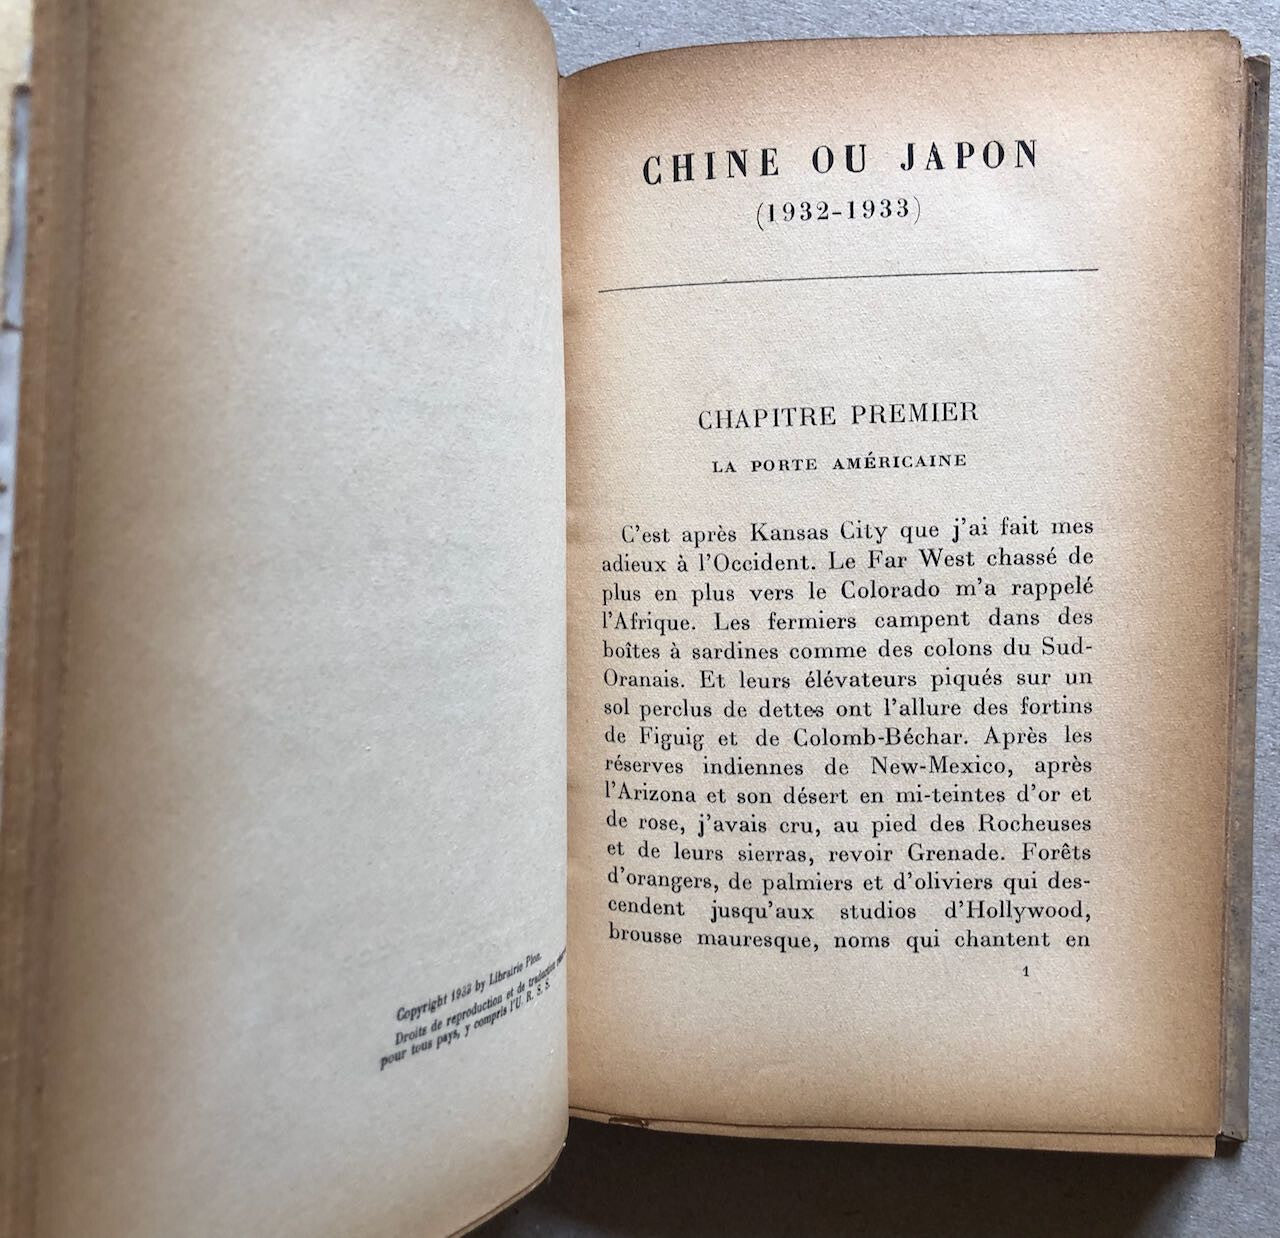 Copyright 1933 by Librairie Plon.
Droits de reproduction et de traduction
pour tous pays, y compris l'U. R. S. S.
CHINE OU JAPON
(1932-1933)
CHAPITRE PREMIER
LA PORTE AMÉRICAINE
C'est après Kansas City que j'ai fait mes
adieux à l'Occident. Le Far West chassé de
plus en plus vers le Colorado m'a rappelé
l'Afrique. Les fermiers campent dans des
boîtes à sardines comme des colons du Sud-
Oranais. Et leurs élévateurs piqués sur un
sol perclus de dettes ont l'allure des fortins
de Figuig et de Colomb-Béchar. Après les
réserves indiennes de New-Mexico, après
l'Arizona et son désert en mi-teintes d'or et
de rose, j'avais cru, au pied des Rocheuses
et de leurs sierras, revoir Grenade. Forêts
d'orangers, de palmiers et d'oliviers qui des-
cendent jusqu'aux studios d'Hollywood,
brousse mauresque, noms qui chantent en
1